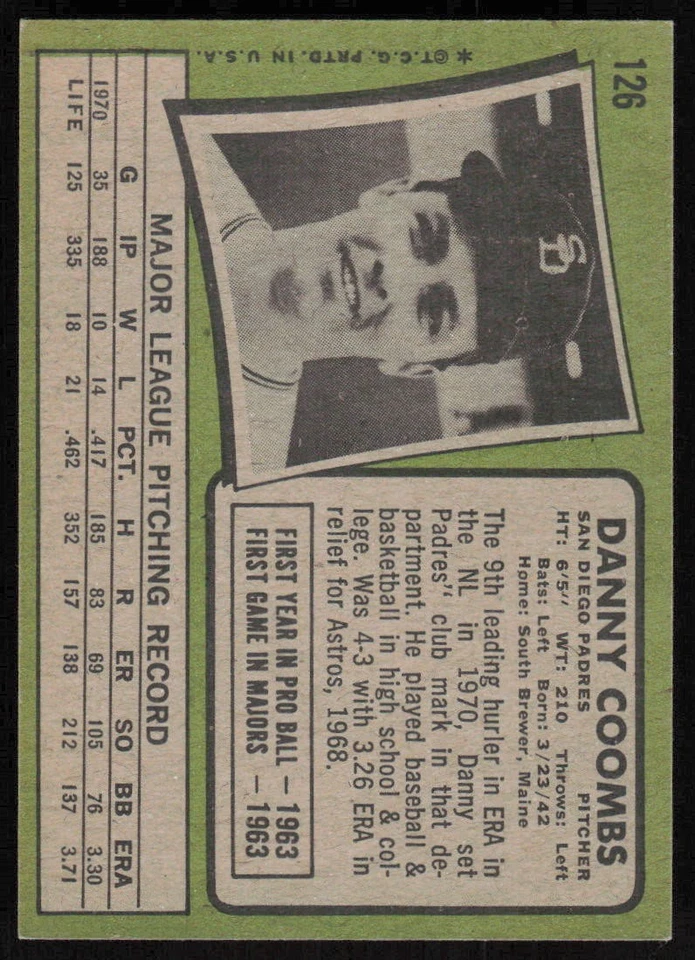 126
*©T.C.G. PRTD. IN U.S.A.
SD
DANNY COOMBS
SAN DIEGO PADRES PITCHER
HT: 6'5" WT: 210 Throws: Left
Bats: Left Born: 3/23/42
Home: South Brewer, Maine
The 9th leading hurler in ERA in
the NL in 1970, Danny set
Padres" club mark in that de-
partment. He played baseball &
basketball in high school & col-
lege. Was 4-3 with 3.26 ERA in
relief for Astros, 1968.
FIRST YEAR IN PRO BALL — 1963
FIRST GAME IN MAJORS — 1963
MAJOR LEAGUE PITCHING RECORD
G IP W L PCT. H R ER SO BB ERA
1970 35 188 10 14 .417 185 83 69 105 76 3.30
LIFE 125 335 18 21 .462 352 157 138 212 137 3.71